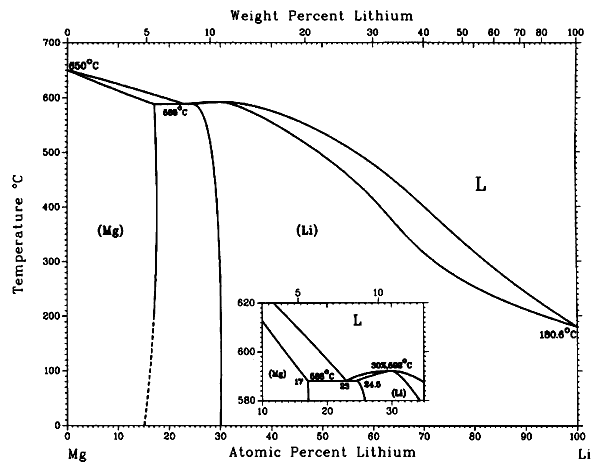 Weight Percent Lithium
0 5 10 20 30 40 50 60 70 80 90 100
700
650°C
600
588°C
500
L
400
(Mg) (Li)
300
200
180.6°C
100
0
Temperature °C
5 10
620
L
600
30%,592°C
(Mg) 588°C
17 23 24.5
(Li)
580
10 20 30
0 10 20 30 40 50 60 70 80 90 100
Mg Atomic Percent Lithium Li